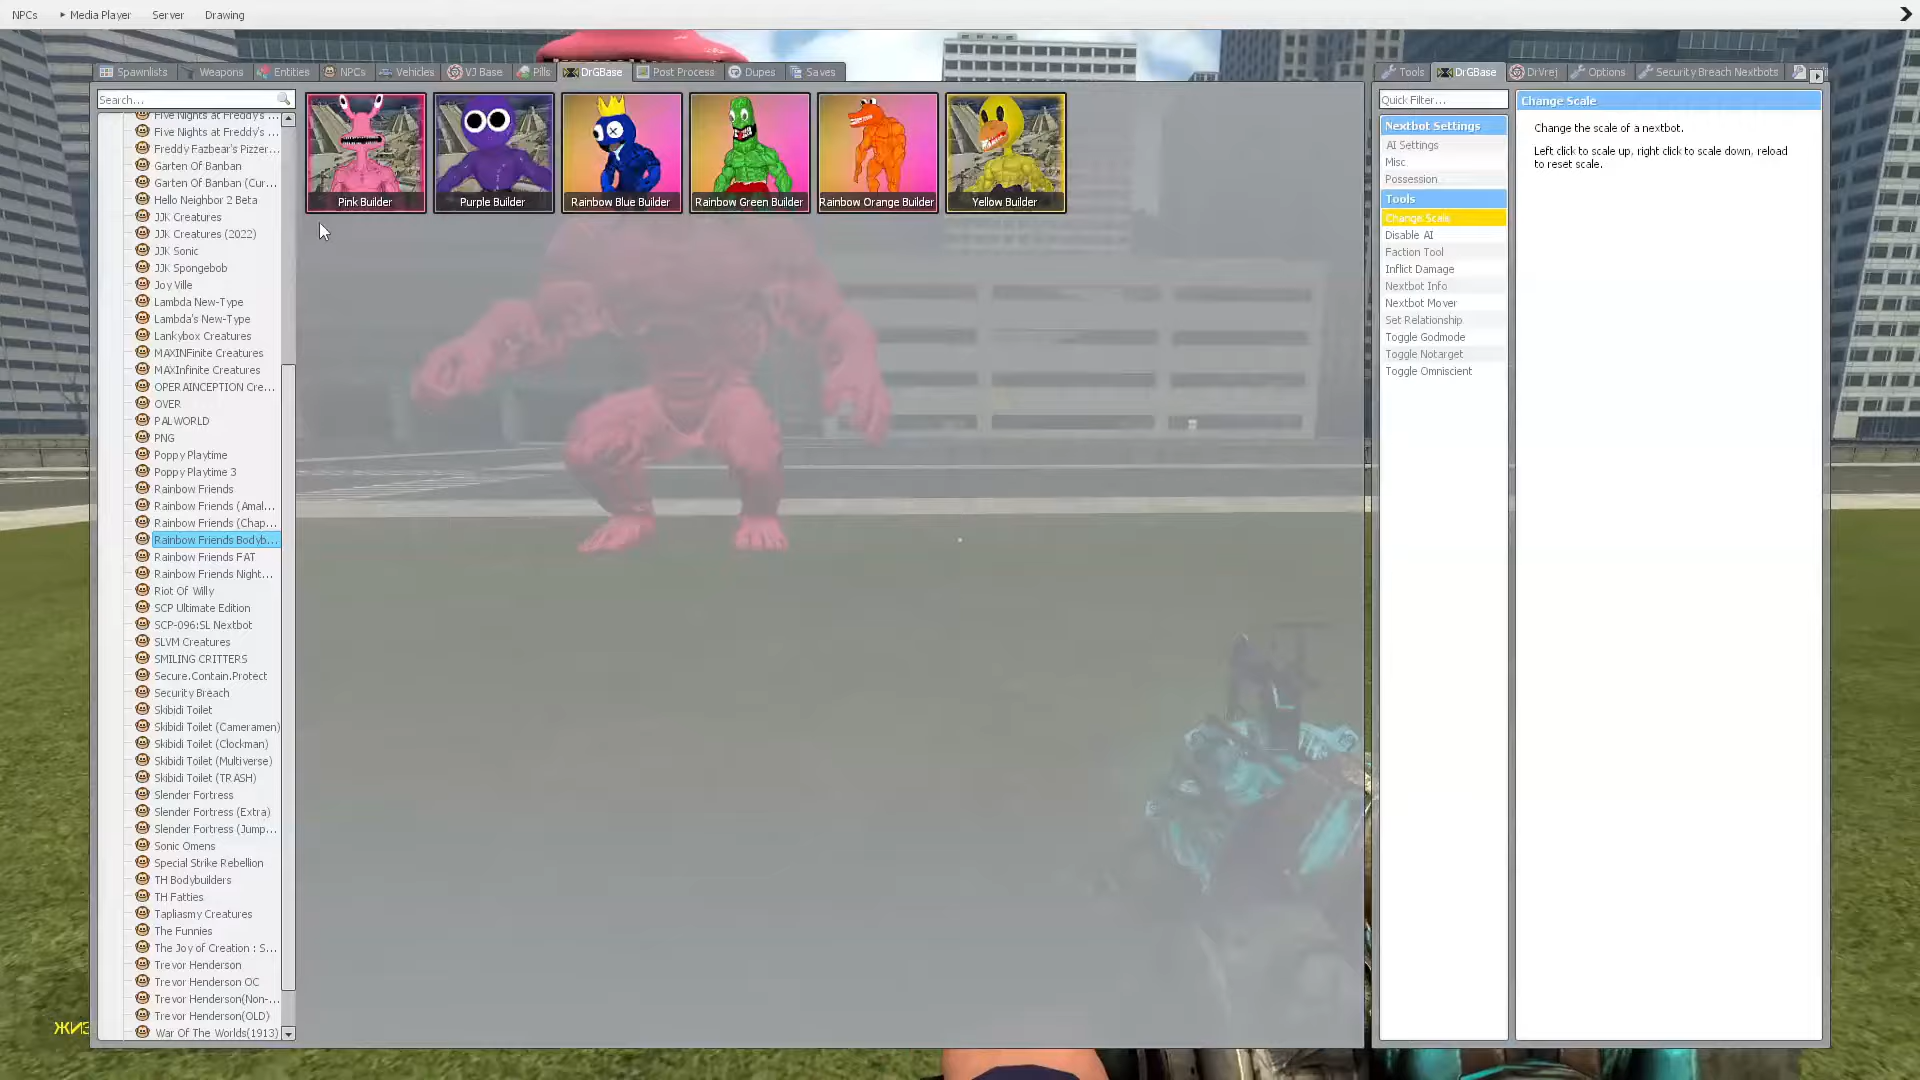 NPCs Media Player Server Drawing
Spawnlists Weapons Entities NPCs Vehicles VJ Base Pills DrGBase Post Process Dupes Saves
Tools DrGBase DrVrej Options Security Breach Nextbots
Search...
Five Nights at Freddy's ...
Five Nights at Freddy's ...
Freddy Fazbear's Pizzer...
Garten Of Banban
Garten Of Banban (Cur...
Hello Neighbor 2 Beta
JJK Creatures
JJK Creatures (2022)
JJK Sonic
JJK Spongebob
Joy Ville
Lambda New-Type
Lambda's New-Type
Lankybox Creatures
MAXINFinite Creatures
MAXInfinite Creatures
OPERAINCEPTION Cre...
OVER
PALWORLD
PNG
Poppy Playtime
Poppy Playtime 3
Rainbow Friends
Rainbow Friends (Amal...
Rainbow Friends (Chap...
Rainbow Friends Bodyb...
Rainbow Friends FAT
Rainbow Friends Night...
Riot Of Willy
SCP Ultimate Edition
SCP-096:SL Nextbot
SLVM Creatures
SMILING CRITTERS
Secure.Contain.Protect
Security Breach
Skibidi Toilet
Skibidi Toilet (Cameramen)
Skibidi Toilet (Clockman)
Skibidi Toilet (Multiverse)
Skibidi Toilet (TRASH)
Slender Fortress
Slender Fortress (Extra)
Slender Fortress (Jump...
Sonic Omens
Special Strike Rebellion
TH Bodybuilders
TH Fatties
Tapliasmy Creatures
The Funnies
The Joy of Creation : S...
Trevor Henderson
Trevor Henderson OC
Trevor Henderson(Non-...
Trevor Henderson(OLD)
War Of The Worlds(1913)
Pink Builder
Purple Builder
Rainbow Blue Builder
Rainbow Green Builder
Rainbow Orange Builder
Yellow Builder
Quick Filter...
Nextbot Settings
AI Settings
Misc
Possession
Tools
Change Scale
Disable AI
Faction Tool
Inflict Damage
Nextbot Info
Nextbot Mover
Set Relationship
Toggle Godmode
Toggle Notarget
Toggle Omniscient
Change Scale
Change the scale of a nextbot.
Left click to scale up, right click to scale down, reload
to reset scale.